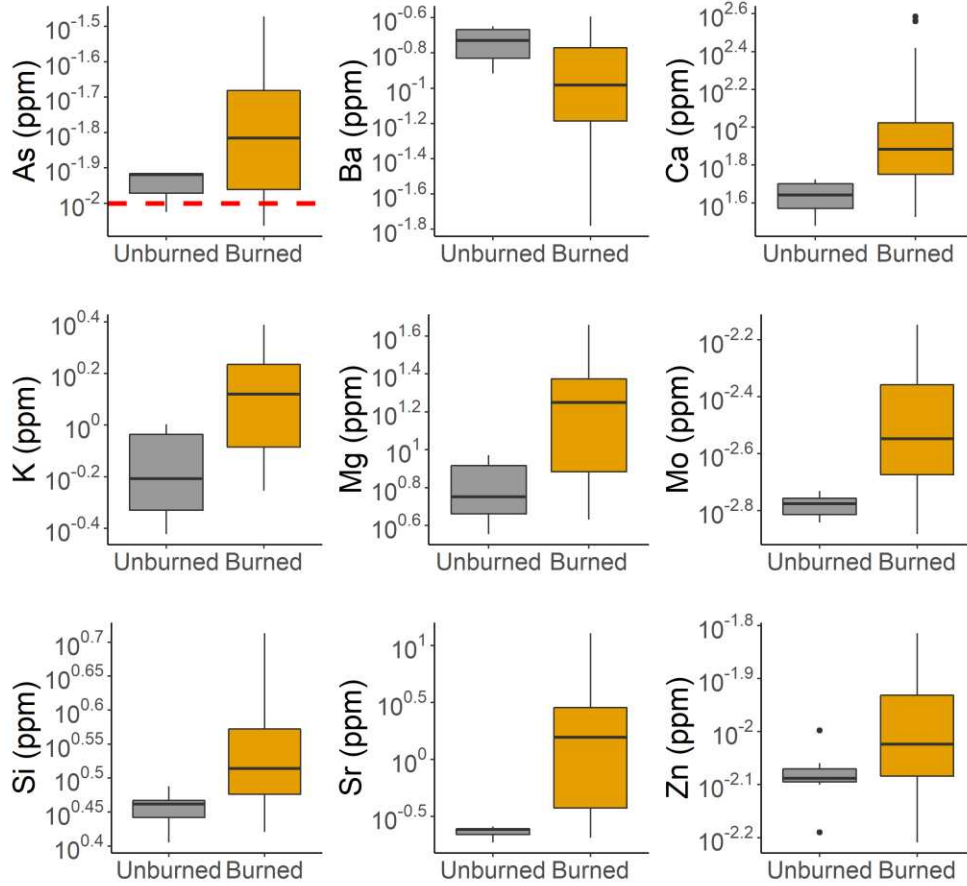 As (ppm)
10^-1.5
10^-1.6
10^-1.7
10^-1.8
10^-1.9
10^-2
Unburned Burned
Ba (ppm)
10^-0.6
10^-0.8
10^-1
10^-1.2
10^-1.4
10^-1.6
10^-1.8
Unburned Burned
Ca (ppm)
10^2.6
10^2.4
10^2.2
10^2
10^1.8
10^1.6
Unburned Burned
K (ppm)
10^0.4
10^0.2
10^0
10^-0.2
10^-0.4
Unburned Burned
Mg (ppm)
10^1.6
10^1.4
10^1.2
10^1
10^0.8
10^0.6
Unburned Burned
Mo (ppm)
10^-2.2
10^-2.4
10^-2.6
10^-2.8
Unburned Burned
Si (ppm)
10^0.7
10^0.65
10^0.6
10^0.55
10^0.5
10^0.45
10^0.4
Unburned Burned
Sr (ppm)
10^1
10^0.5
10^0
10^-0.5
Unburned Burned
Zn (ppm)
10^-1.8
10^-1.9
10^-2
10^-2.1
10^-2.2
Unburned Burned